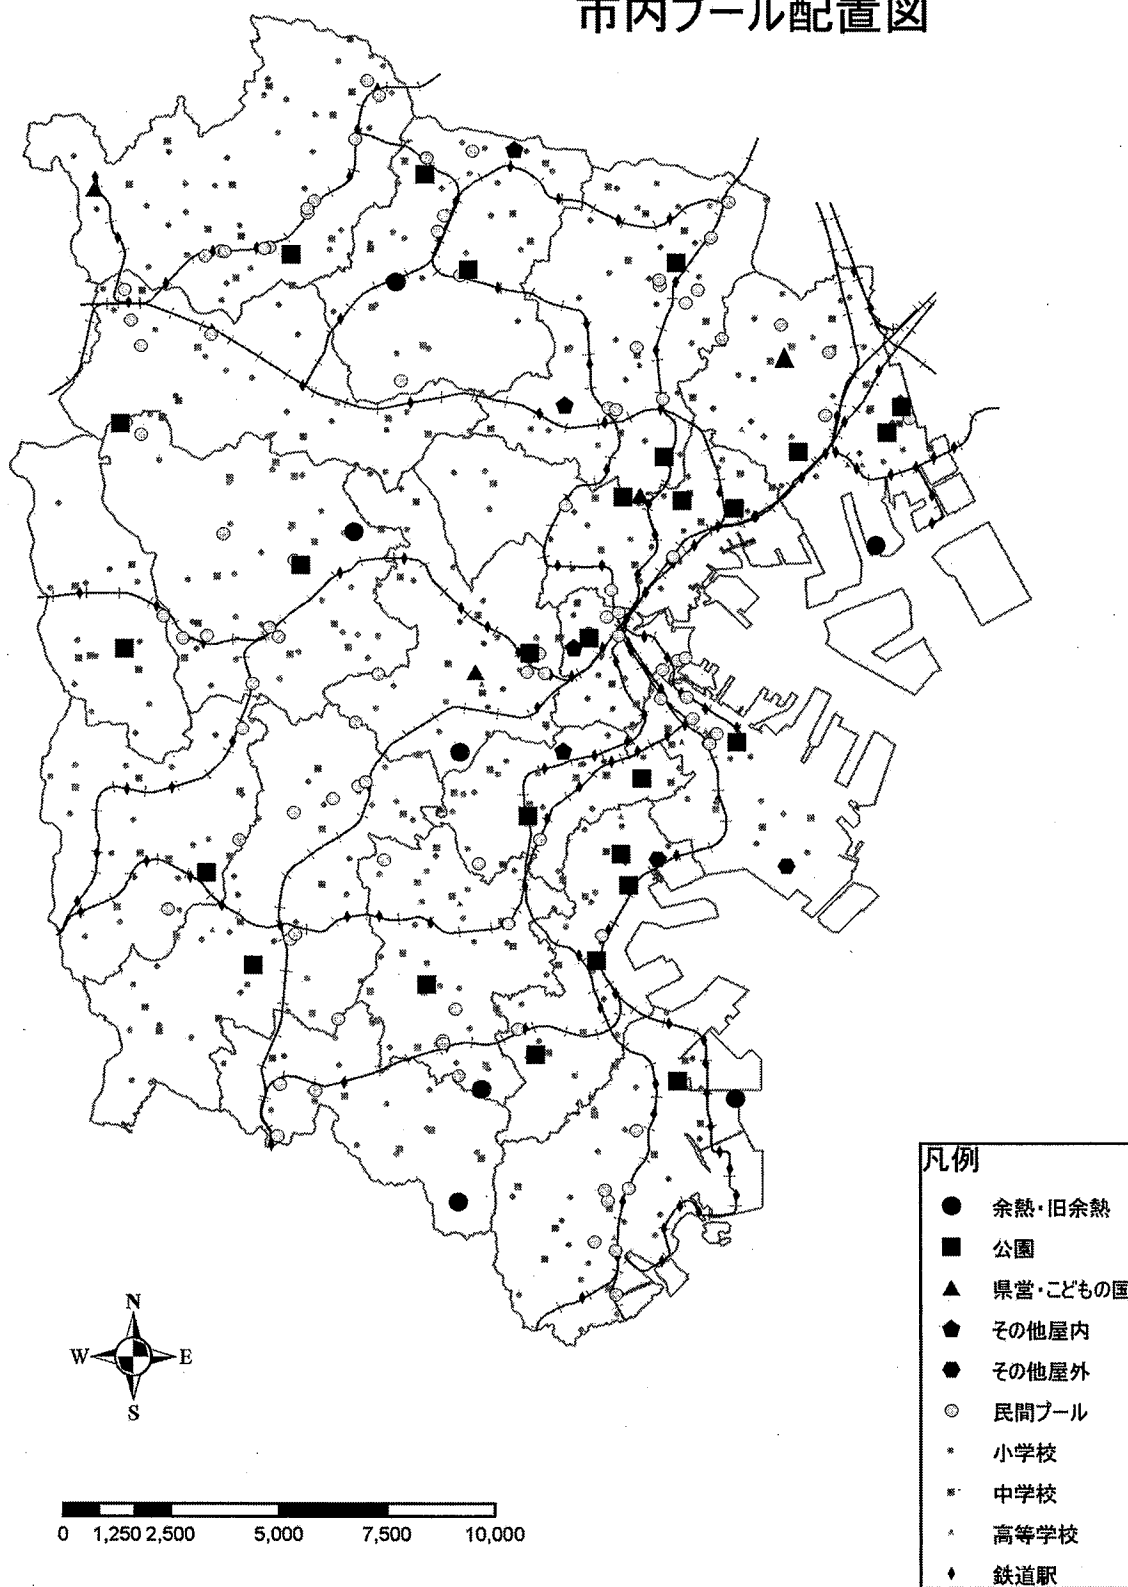 市内プール配置図
凡例
余熱・旧余熱
公園
県営・こどもの国
その他屋内
その他屋外
民間プール
小学校
中学校
高等学校
鉄道駅
N
W E
S
0 1,250 2,500 5,000 7,500 10,000